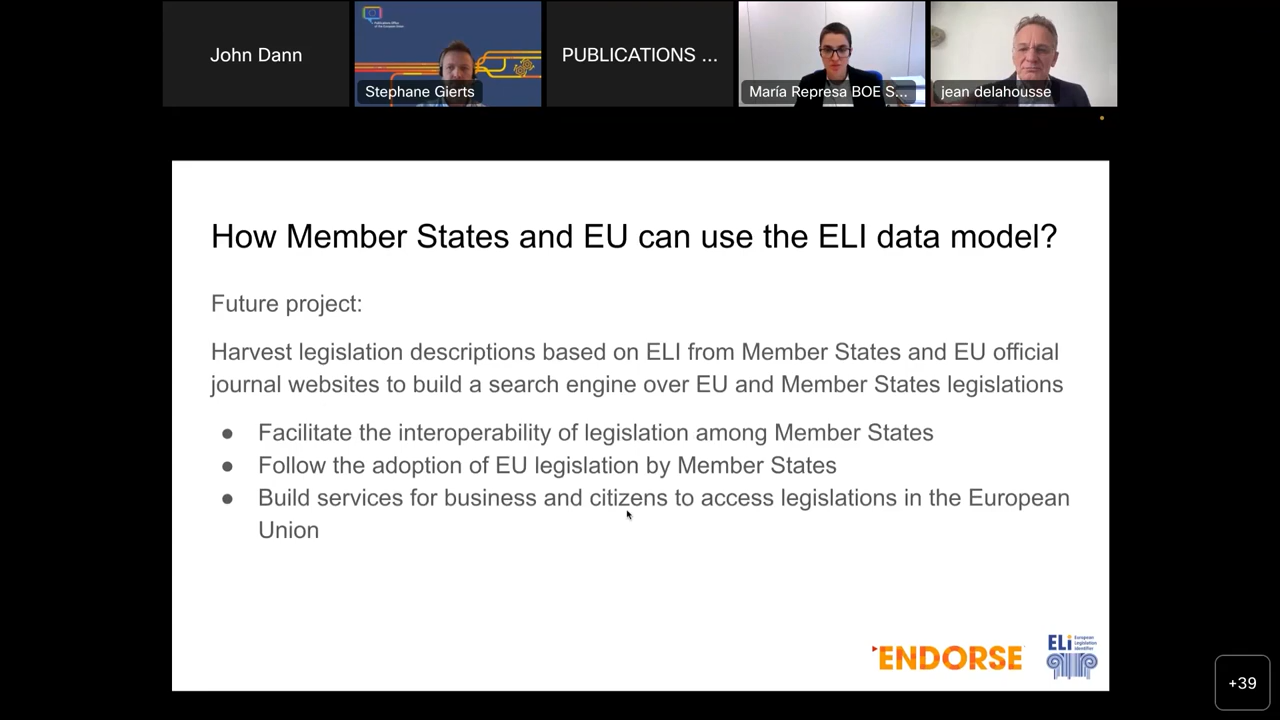 John Dann
Stephane Gierts
PUBLICATIONS ...
María Represa BOE S...
jean delahousse
How Member States and EU can use the ELI data model?
Future project:
Harvest legislation descriptions based on ELI from Member States and EU official
journal websites to build a search engine over EU and Member States legislations
● Facilitate the interoperability of legislation among Member States
● Follow the adoption of EU legislation by Member States
● Build services for business and citizens to access legislations in the European
Union
ENDORSE
ELi
European
Legislation
Identifier
+39